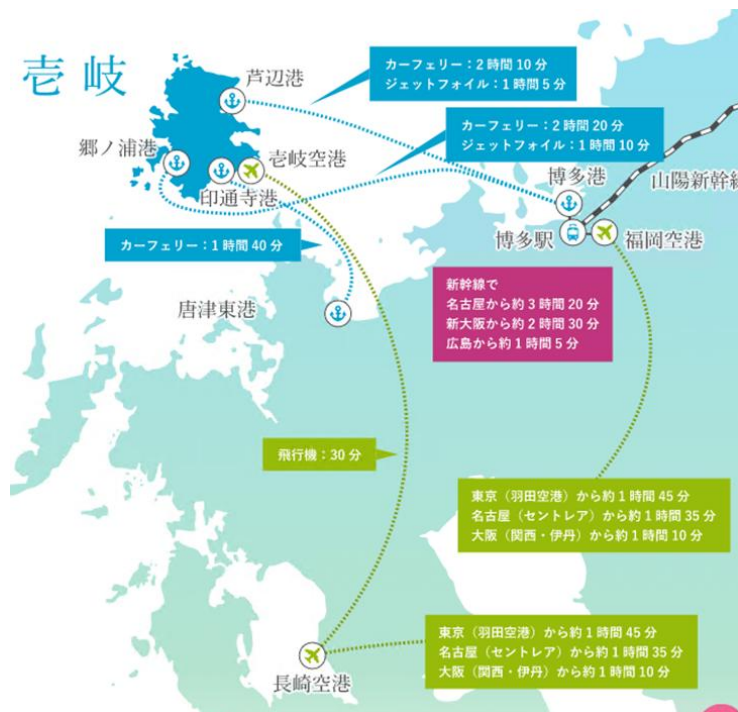 壱岐
芦辺港
カーフェリー：2時間10分
ジェットフォイル：1時間5分
カーフェリー：2時間20分
ジェットフォイル：1時間10分
郷ノ浦港
壱岐空港
印通寺港
博多港
山陽新幹線
博多駅
福岡空港
カーフェリー：1時間40分
唐津東港
新幹線で
名古屋から約3時間20分
新大阪から約2時間30分
広島から約1時間5分
飛行機：30分
東京（羽田空港）から約1時間45分
名古屋（セントレア）から約1時間35分
大阪（関西・伊丹）から約1時間10分
東京（羽田空港）から約1時間45分
名古屋（セントレア）から約1時間35分
大阪（関西・伊丹）から約1時間10分
長崎空港